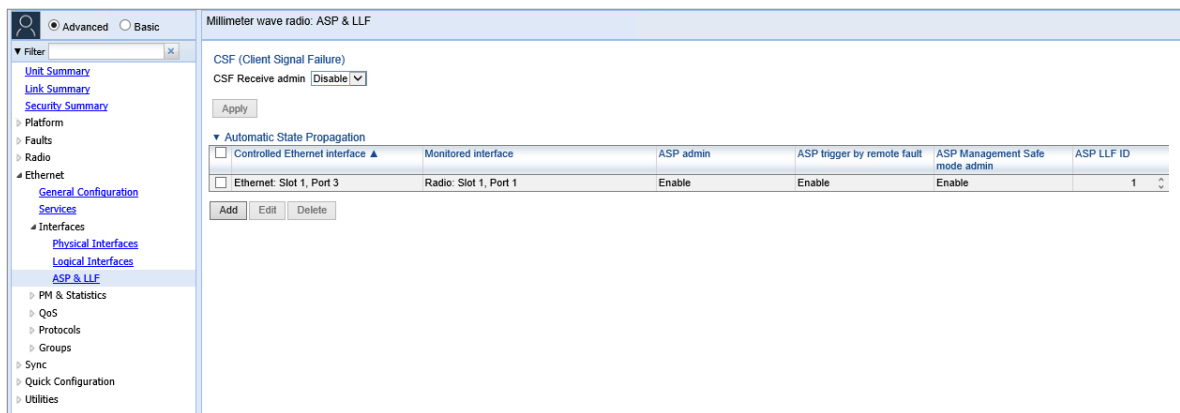 Advanced Basic
Millimeter wave radio: ASP & LLF
Filter
Unit Summary
Link Summary
Security Summary
Platform
Faults
Radio
Ethernet
General Configuration
Services
Interfaces
Physical Interfaces
Logical Interfaces
ASP & LLF
PM & Statistics
QoS
Protocols
Groups
Sync
Quick Configuration
Utilities
CSF (Client Signal Failure)
CSF Receive admin Disable
Apply
Automatic State Propagation
Controlled Ethernet interface ▲ Monitored interface ASP admin ASP trigger by remote fault ASP Management Safe mode admin ASP LLF ID
Ethernet: Slot 1, Port 3 Radio: Slot 1, Port 1 Enable Enable Enable 1
Add Edit Delete